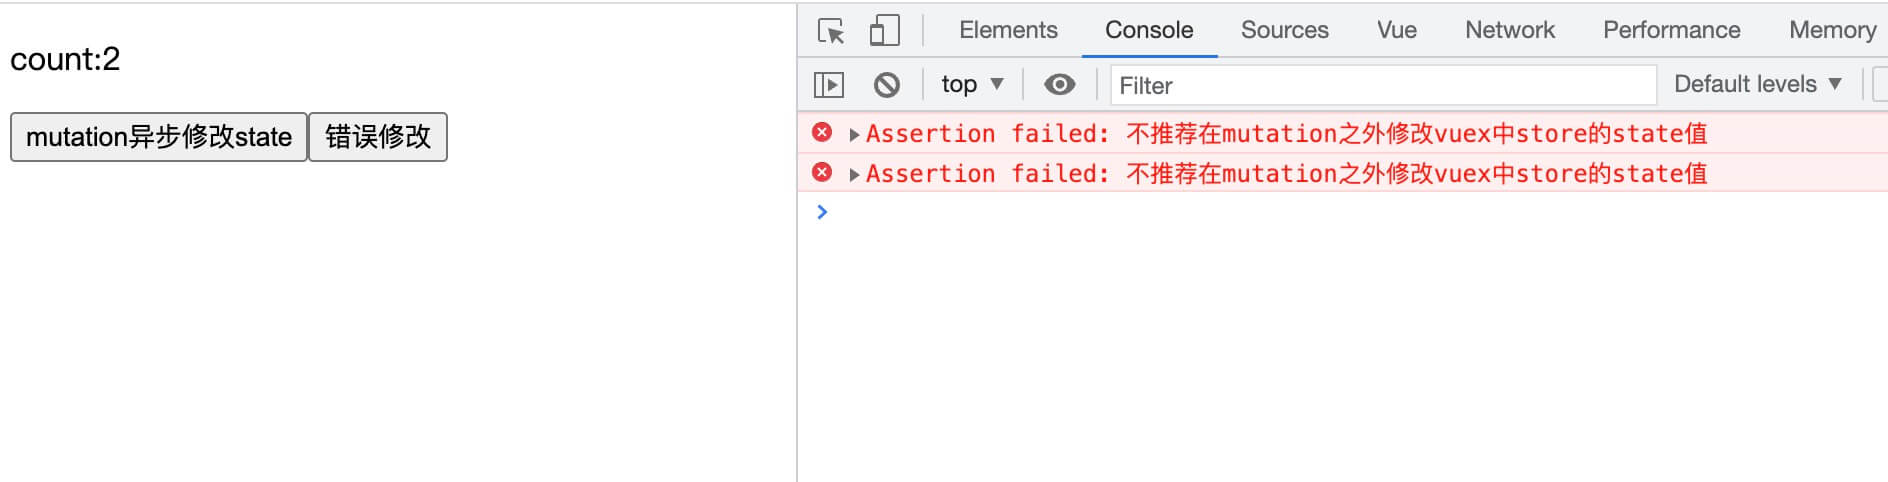 count:2
mutation异步修改state 错误修改
Elements Console Sources Vue Network Performance Memory
top Filter Default levels
Assertion failed: 不推荐在mutation之外修改vuex中store的state值
Assertion failed: 不推荐在mutation之外修改vuex中store的state值